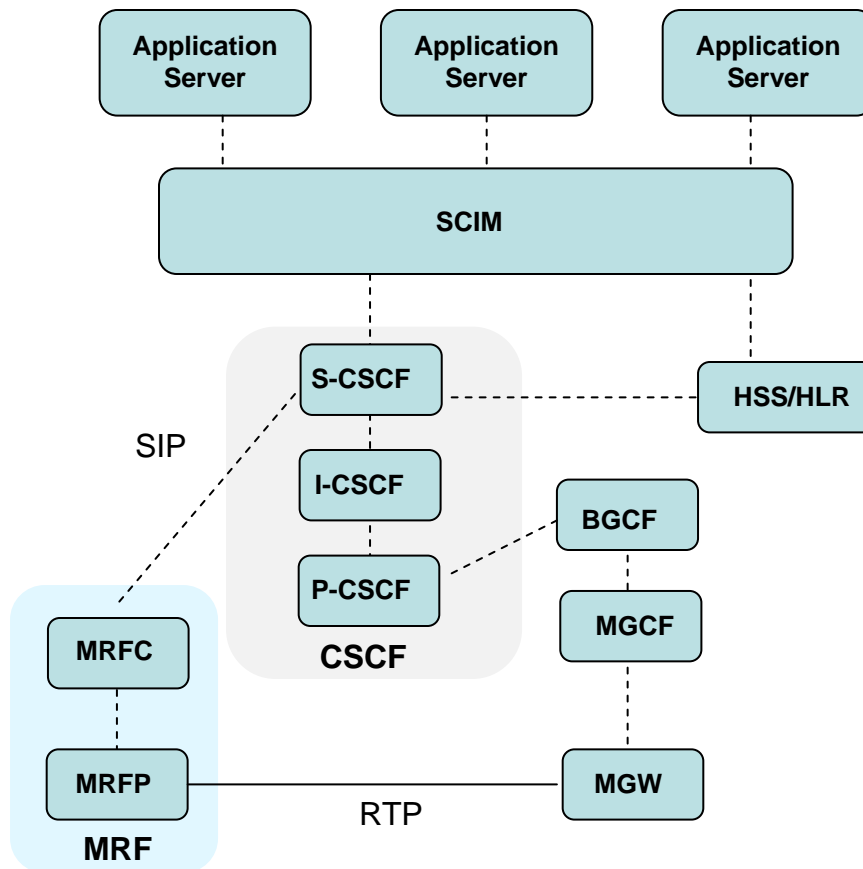 Application
Server
Application
Server
Application
Server
SCIM
S-CSCF
HSS/HLR
SIP
I-CSCF
BGCF
P-CSCF
MGCF
MRFC
CSCF
MRFP
MGW
RTP
MRF